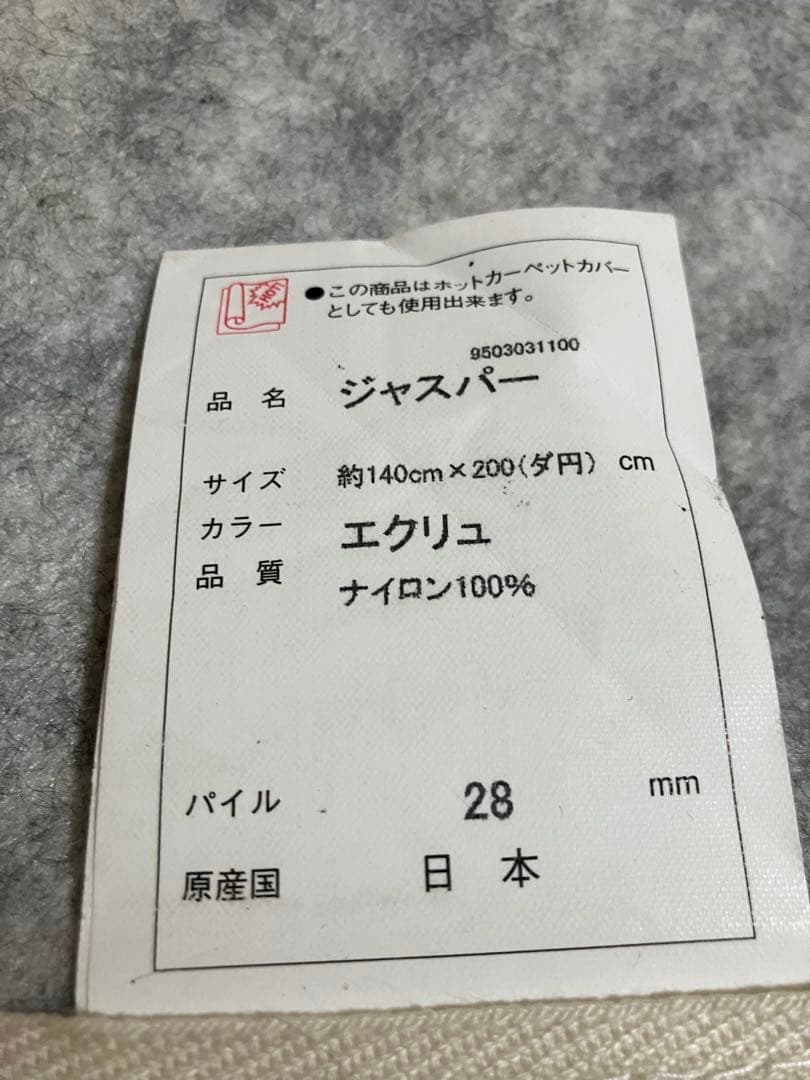 HOT
●この商品はホットカーペットカバー
としても使用出来ます。
9503031100
品 名 ジャスパー
サイズ 約140cm×200(ダ円) cm
カラー エクリュ
品 質 ナイロン100%
パイル 28 mm
原産国 日 本